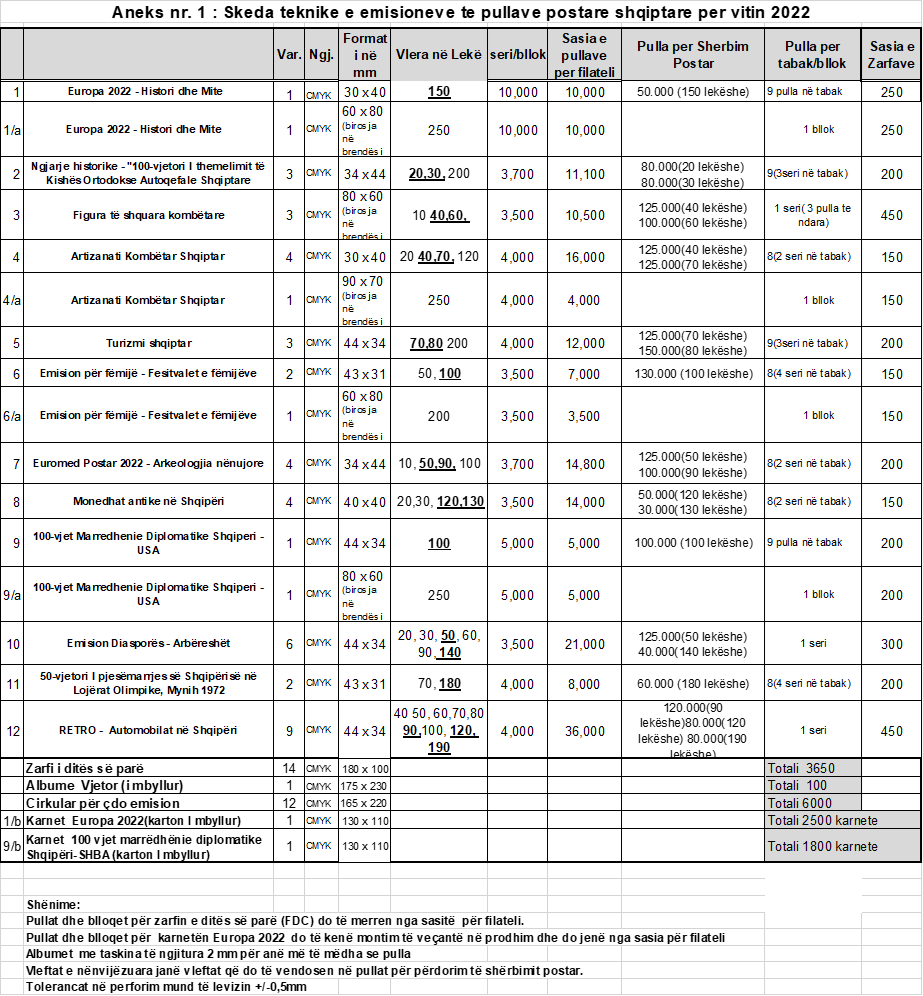 Aneks nr. 1 : Skeda teknike e emisioneve te pullave postare shqiptare per vitin 2022
Var. Ngj. Format i në mm Vlera në Lekë seri/bllok Sasia e pullave per filateli Pulla per Sherbim Postar Pulla per tabak/bllok Sasia e Zarfave
1 Europa 2022 - Histori dhe Mite 1 CMYK 30 x 40 150 10,000 10,000 50.000 (150 lekëshe) 9 pulla në tabak 250
1/a Europa 2022 - Histori dhe Mite 1 CMYK 60 x 80 (biros ja në brendës i 250 10,000 10,000 1 bllok 250
2 Ngjarje historike - "100-vjetori I themelimit të Kishës Ortodokse Autoqefale Shqiptare 3 CMYK 34 x 44 20,30, 200 3,700 11,100 80.000(20 lekëshe) 80.000(30 lekëshe) 9(3seri në tabak) 200
3 Figura të shquara kombëtare 3 CMYK 80 x 60 (biros ja në brendës i 10 40,60, 3,500 10,500 125.000(40 lekëshe) 100.000(60 lekëshe) 1 seri( 3 pulla te ndara) 450
4 Artizanati Kombëtar Shqiptar 4 CMYK 30 x 40 20 40,70, 120 4,000 16,000 125.000(40 lekëshe) 125.000(70 lekëshe) 8(2 seri në tabak) 150
4/a Artizanati Kombëtar Shqiptar 1 CMYK 90 x 70 (biros ja në brendës i 250 4,000 4,000 1 bllok 150
5 Turizmi shqiptar 3 CMYK 44 x 34 70,80 200 4,000 12,000 125.000(70 lekëshe) 150.000(80 lekëshe) 9(3seri në tabak) 200
6 Emision për fëmijë - Fesitvalet e fëmijëve 2 CMYK 43 x 31 50, 100 3,500 7,000 130.000 (100 lekëshe) 8(4 seri në tabak) 150
6/a Emision për fëmijë - Fesitvalet e fëmijëve 1 CMYK 60 x 80 (biros ja në brendës i 200 3,500 3,500 1 bllok 150
7 Euromed Postar 2022 - Arkeologjia nënujore 4 CMYK 34 x 44 10, 50,90, 100 3,700 14,800 125.000(50 lekëshe) 100.000(90 lekëshe) 8(2 seri në tabak) 200
8 Monedhat antike në Shqipëri 4 CMYK 40 x 40 20,30, 120,130 3,500 14,000 50.000(120 lekëshe) 30.000(130 lekëshe) 8(2 seri në tabak) 150
9 100-vjet Marredhenie Diplomatike Shqiperi - USA 1 CMYK 44 x 34 100 5,000 5,000 100.000 (100 lekëshe) 9 pulla në tabak 200
9/a 100-vjet Marredhenie Diplomatike Shqiperi - USA 1 CMYK 80 x 60 (biros ja në brendës i 250 5,000 5,000 1 bllok 200
10 Emision Diasporës - Arbëreshët 6 CMYK 44 x 34 20, 30, 50, 60, 90, 140 3,500 21,000 125.000(50 lekëshe) 40.000(140 lekëshe) 1 seri 300
11 50-vjetori I pjesëmarrjes së Shqipërisë në Lojërat Olimpike, Mynih 1972 2 CMYK 43 x 31 70, 180 4,000 8,000 60.000 (180 lekëshe) 8(4 seri në tabak) 200
12 RETRO - Automobilat në Shqipëri 9 CMYK 44 x 34 40 50, 60,70,80 90,100, 120, 190 4,000 36,000 120.000(90 lekëshe)80.000(120 lekëshe) 80.000(190 lekëshe) 1 seri 450
Zarfi i ditës së parë 14 CMYK 180 x 100 Totali 3650
Albume Vjetor (i mbyllur) 1 CMYK 175 x 230 Totali 100
Cirkular për çdo emision 12 CMYK 165 x 220 Totali 6000
1/b Karnet Europa 2022(karton I mbyllur) 1 CMYK 130 x 110 Totali 2500 karnete
9/b Karnet 100 vjet marrëdhënie diplomatike Shqipëri-SHBA (karton I mbyllur) 1 CMYK 130 x 110 Totali 1800 karnete
Shënime:
Pullat dhe blloqet për zarfin e ditës së parë (FDC) do të merren nga sasitë për filateli.
Pullat dhe blloqet për karnetën Europa 2022 do të kenë montim të veçantë në prodhim dhe do jenë nga sasia për filateli
Albumet me taskina të ngjitura 2 mm për anë më të mëdha se pulla
Vleftat e nënvijëzuara janë vleftat që do të vendosen në pullat për përdorim të shërbimit postar.
Tolerancat në perforim mund të levizin +/-0,5mm